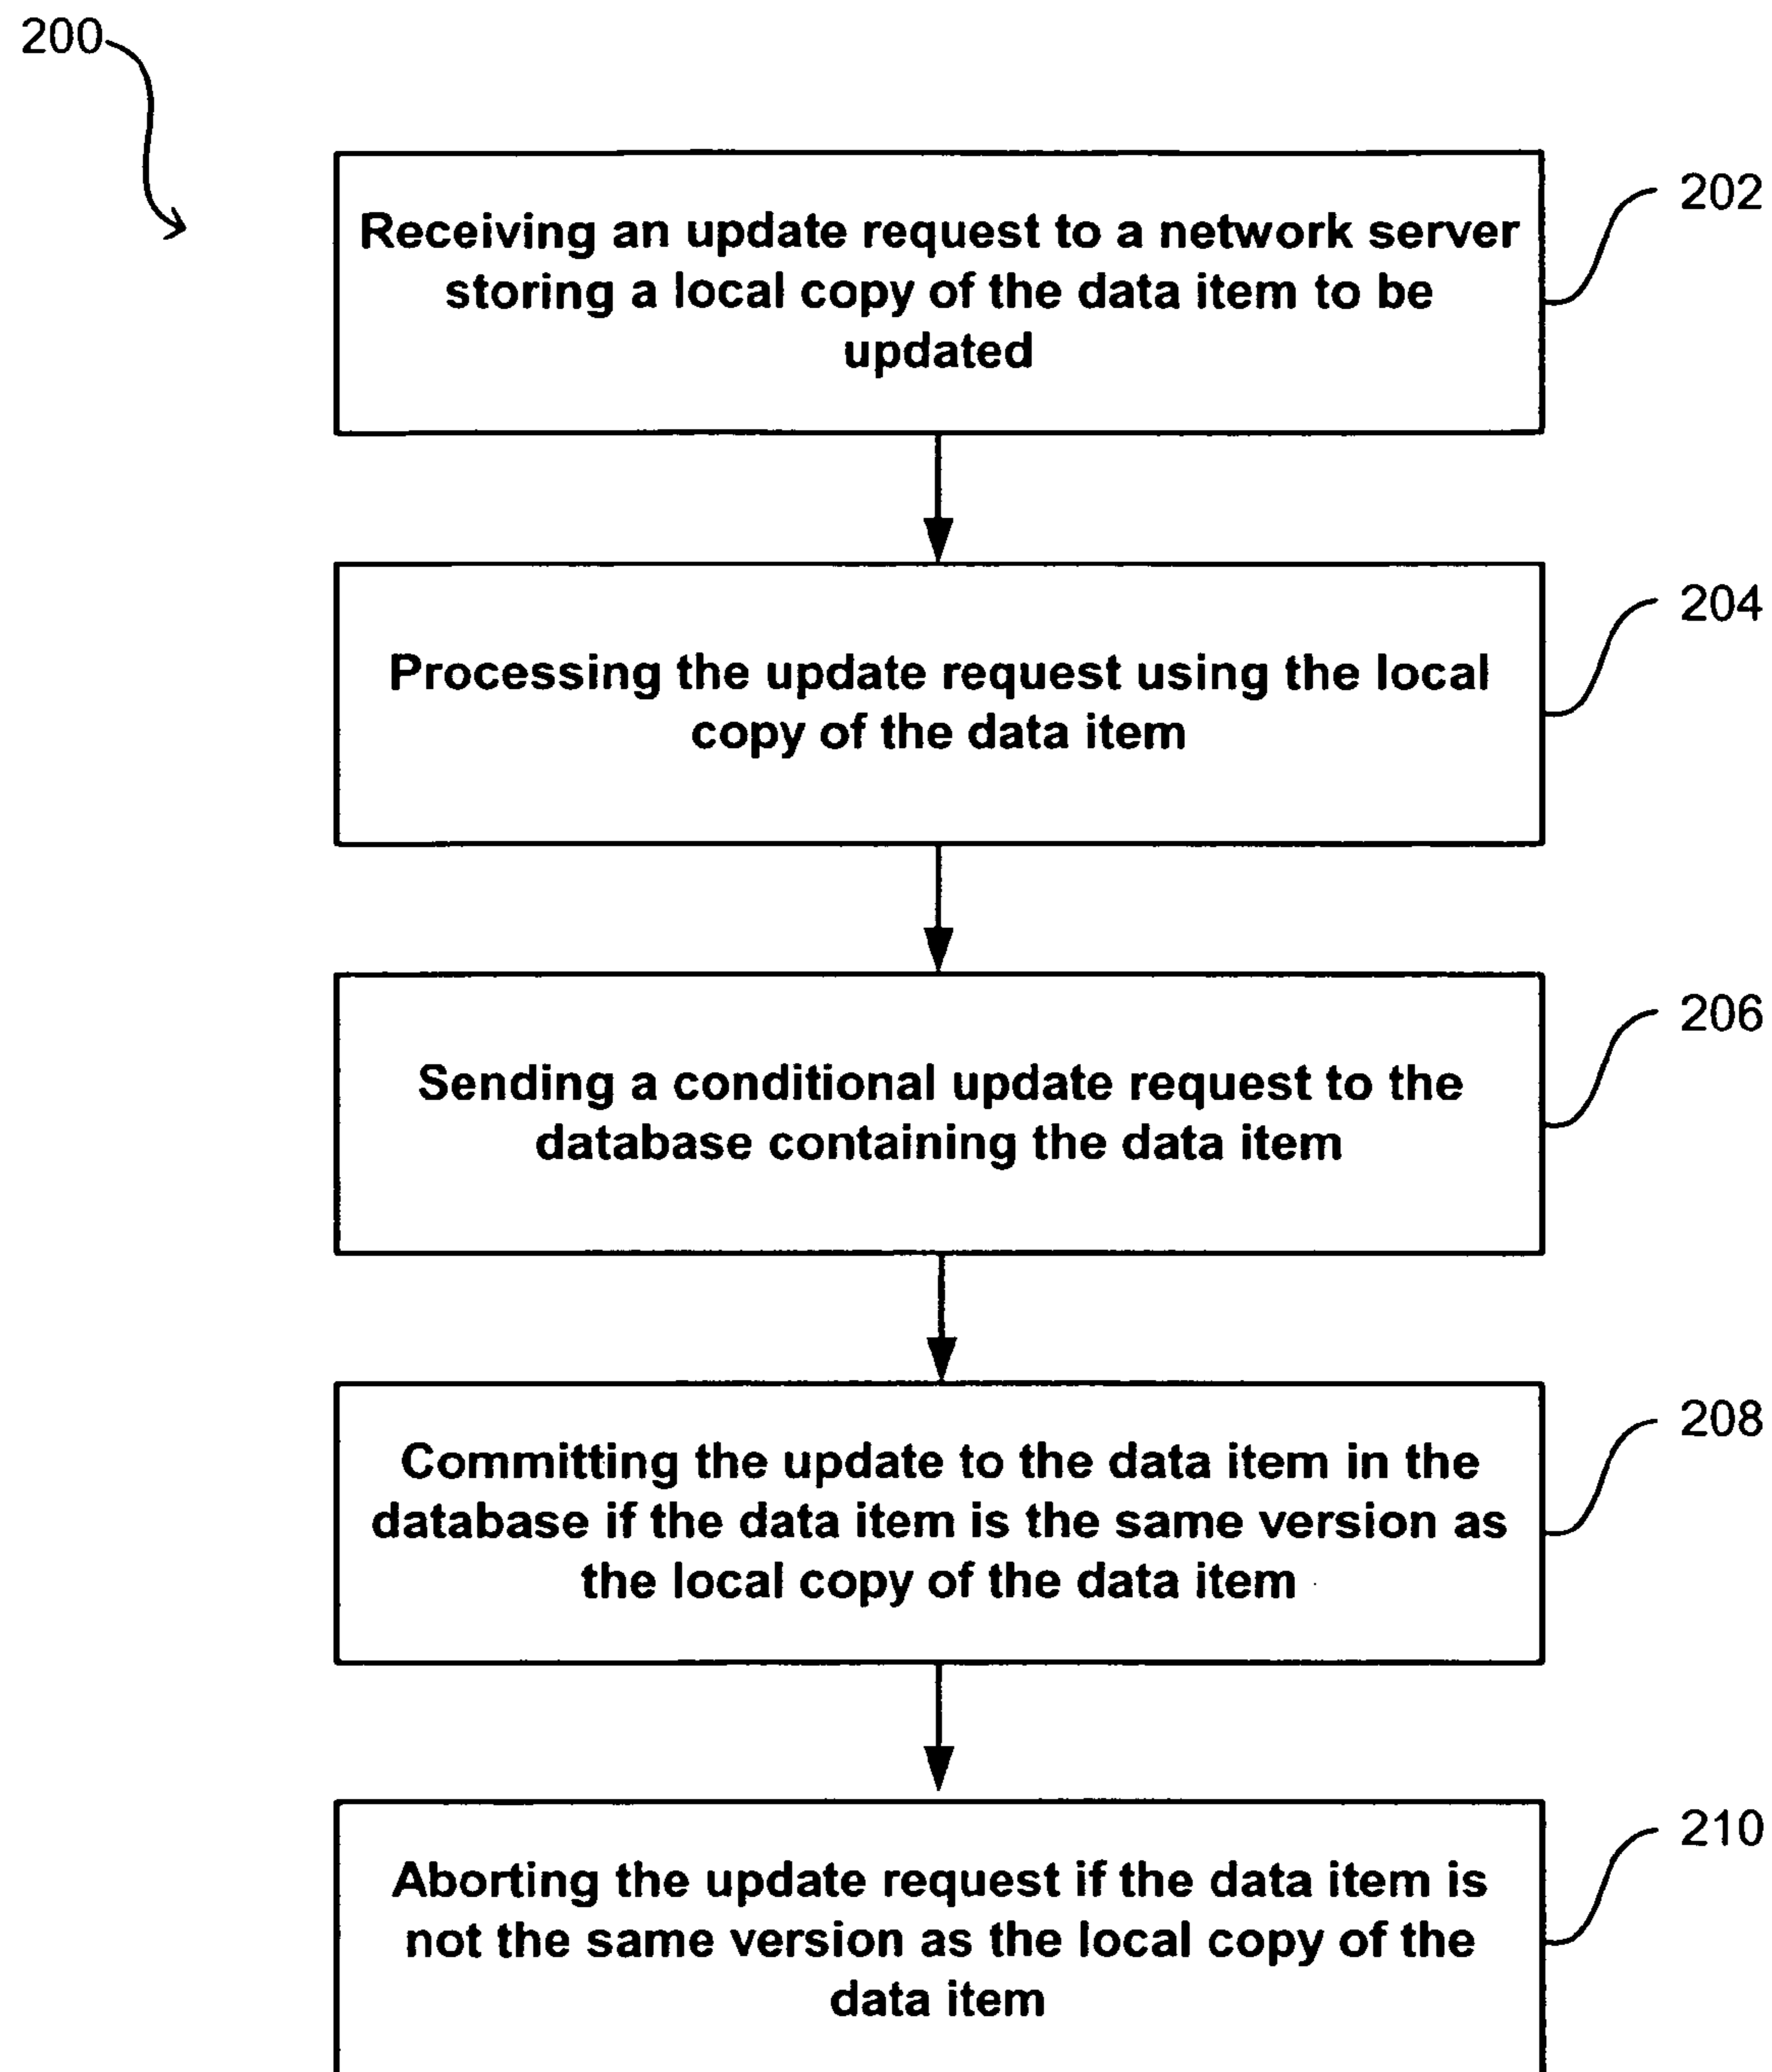 200
Receiving an update request to a network server
storing a local copy of the data item to be
updated
202
Processing the update request using the local
copy of the data item
204
Sending a conditional update request to the
database containing the data item
206
Committing the update to the data item in the
database if the data item is the same version as
the local copy of the data item
208
Aborting the update request if the data item is
not the same version as the local copy of the
data item
210